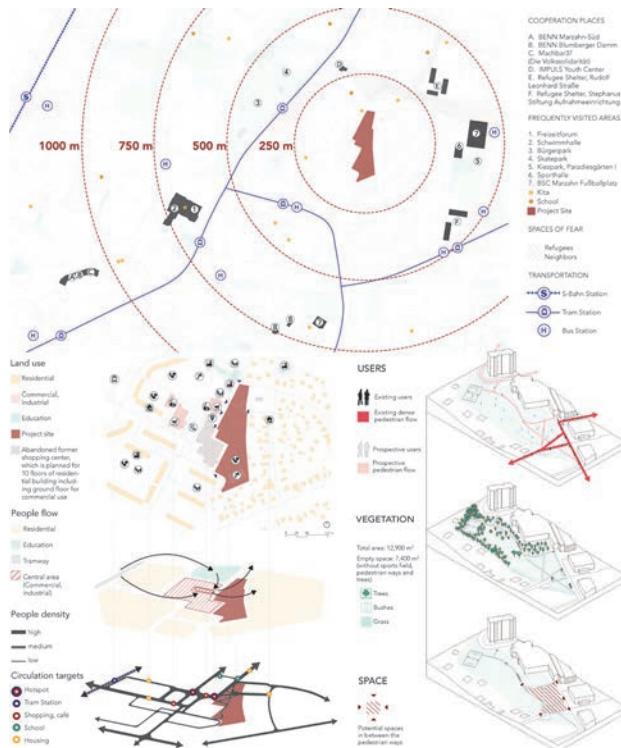 COOPERATION PLACES
A. BENN Marzahn-Süd
B. BENN Blumberger Damm
C. Machbar37
(Die Volksolidarität)
D. IMPULS Youth Center
E. Refugee Shelter, Rudolf
Leonhard Straße
F. Refugee Shelter, Stephanus
Stiftung Aufnahmeeinrichtung
FREQUENTLY VISITED AREAS
1. Freizeitforum
2. Schwimmhalle
3. Bürgerpark
4. Skatepark
5. Kiezpark, Paradiesgärten
6. Sporthalle
7. BSC Marzahn Fußballplatz
Kita
School
Project Site
SPACES OF FEAR
Refugees
Neighbors
TRANSPORTATION
S S-Bahn Station
Tram Station
H Bus Station
1000 m
750 m
500 m
250 m
Land use
Residential
Commercial,
industrial
Education
Project site
Abandoned former
shopping center,
which is planned for
10 floors of residen-
tial building includ-
ing ground floor for
commercial use
People flow
Residential
Education
Tramway
Central area
(Commercial,
industrial)
People density
high
medium
low
Circulation targets
Hotspot
Tram Station
Shopping, café
School
Housing
USERS
Existing users
Existing dense
pedestrian flow
Prospective users
Prospective
pedestrian flow
VEGETATION
Total area: 12,900 m²
Empty space: 7,400 m²
(without sports field,
pedestrian ways and
trees)
Trees
Bushes
Grass
SPACE
Potential spaces
in between the
pedestrian ways